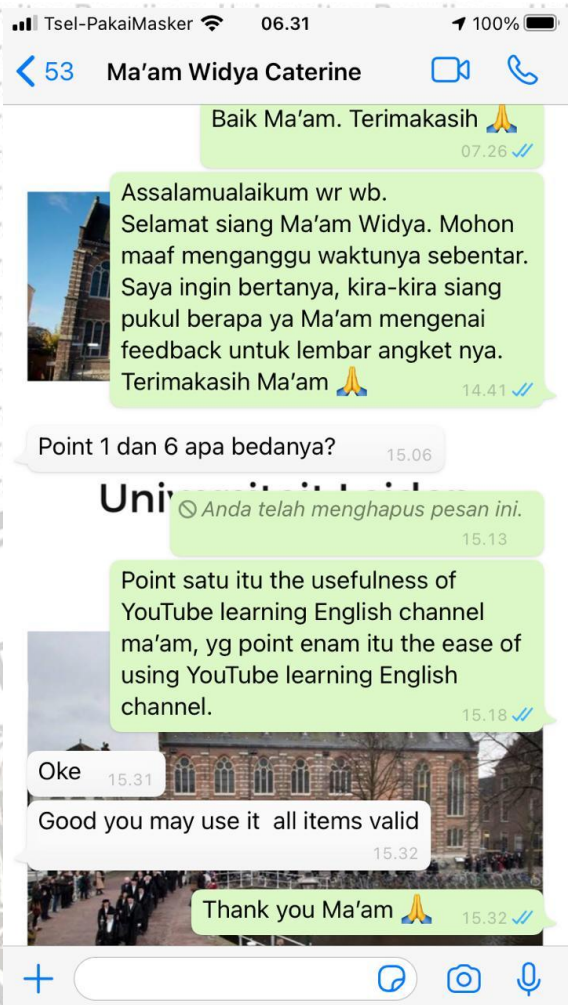 Tsel-PakaiMasker 06.31 100%
53 Ma'am Widya Caterine
Baik Ma'am. Terimakasih 🙏
07.26
Assalamualaikum wr wb.
Selamat siang Ma'am Widya. Mohon
maaf menganggu waktunya sebentar.
Saya ingin bertanya, kira-kira siang
pukul berapa ya Ma'am mengenai
feedback untuk lembar angket nya.
Terimakasih Ma'am 🙏 14.41
Point 1 dan 6 apa bedanya? 15.06
Anda telah menghapus pesan ini.
15.13
Point satu itu the usefulness of
YouTube learning English channel
ma'am, yg point enam itu the ease of
using YouTube learning English
channel. 15.18
Oke 15.31
Good you may use it all items valid
15.32
Thank you Ma'am 🙏 15.32